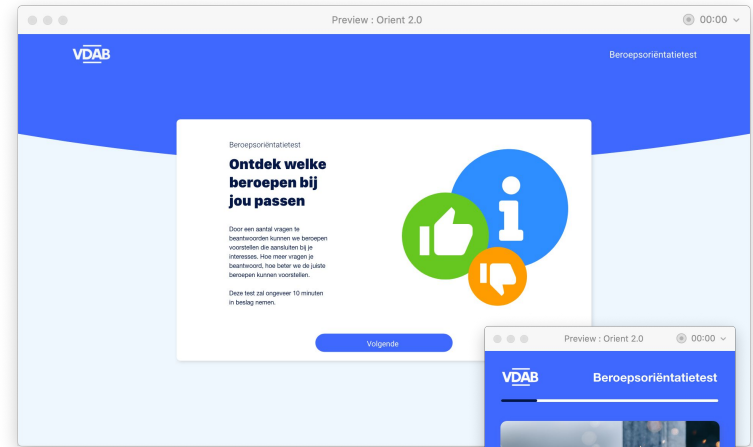 Preview : Orient 2.0
00:00
VDAB
Beroepsoriëntatietest
Beroepsoriëntatietest
Ontdek welke
beroepen bij
jou passen
Door een aantal vragen te
beantwoorden kunnen we beroepen
voorstellen die aansluiten bij je
interesses. Hoe meer vragen je
beantwoord, hoe beter we de juiste
beroepen kunnen voorstellen.
Deze test zal ongeveer 10 minuten
in beslag nemen.
Volgende
Preview : Orient 2.0
00:00
VDAB
Beroepsoriëntatietest